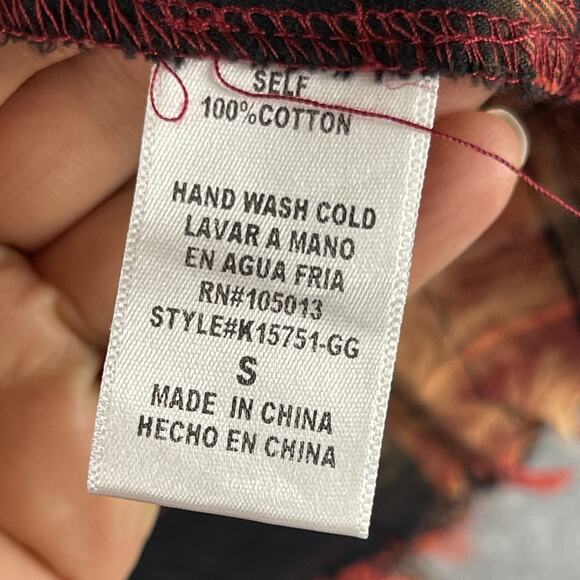 SELF
100%COTTON
HAND WASH COLD
LAVAR A MANO
EN AGUA FRIA
RN#105013
STYLE#K15751-GG
S
MADE IN CHINA
HECHO EN CHINA